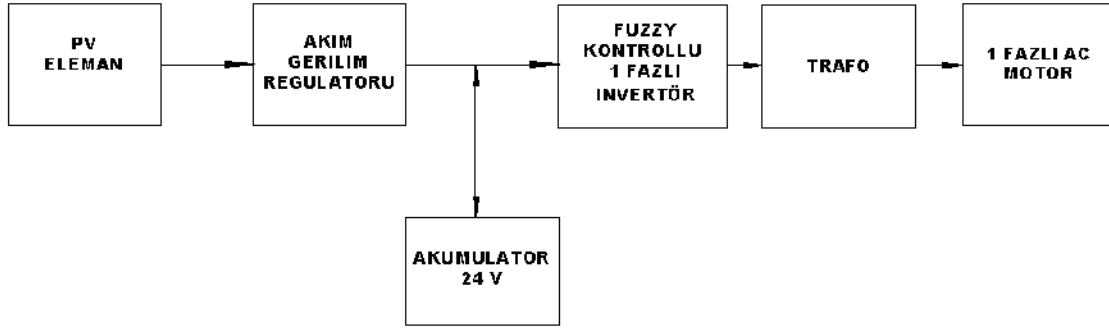 PV
ELEMAN
AKIM
GERILIM
REGULATORU
FUZZY
KONTROLLU
1 FAZLI
INVERTÖR
TRAFO
1 FAZLI AC
MOTOR
AKUMULATOR
24 V